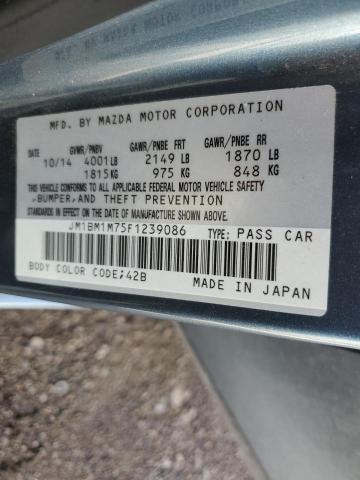 MFD. BY MAZDA MOTOR CORPORATION
GVWR/PNBV GAWR/PNBE FRT GAWR/PNBE RR
10/14 4001LB 2149 LB 1870 LB
1815KG 975 KG 848 KG
THIS VEHICLE CONFORMS TO ALL APPLICABLE FEDERAL MOTOR VEHICLE SAFETY
,BUMPER, AND THEFT PREVENTION
STANDARDS IN EFFECT ON THE DATE OF MANUFACTURE SHOWN ABOVE.
JM1BM1M75F1239086 TYPE: PASS CAR
BODY COLOR CODE;42B MADE IN JAPAN